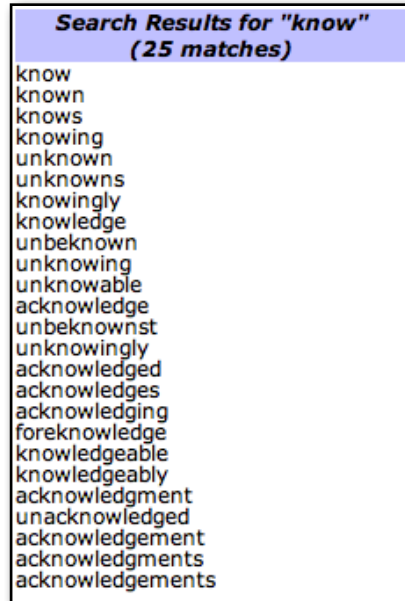 Search Results for "know"
(25 matches)
know
known
knows
knowing
unknown
unknowns
knowingly
knowledge
unbeknown
unknowing
unknowable
acknowledge
unbeknownst
unknowingly
acknowledged
acknowledges
acknowledging
foreknowledge
knowledgeable
knowledgeably
acknowledgment
unacknowledged
acknowledgement
acknowledgments
acknowledgements